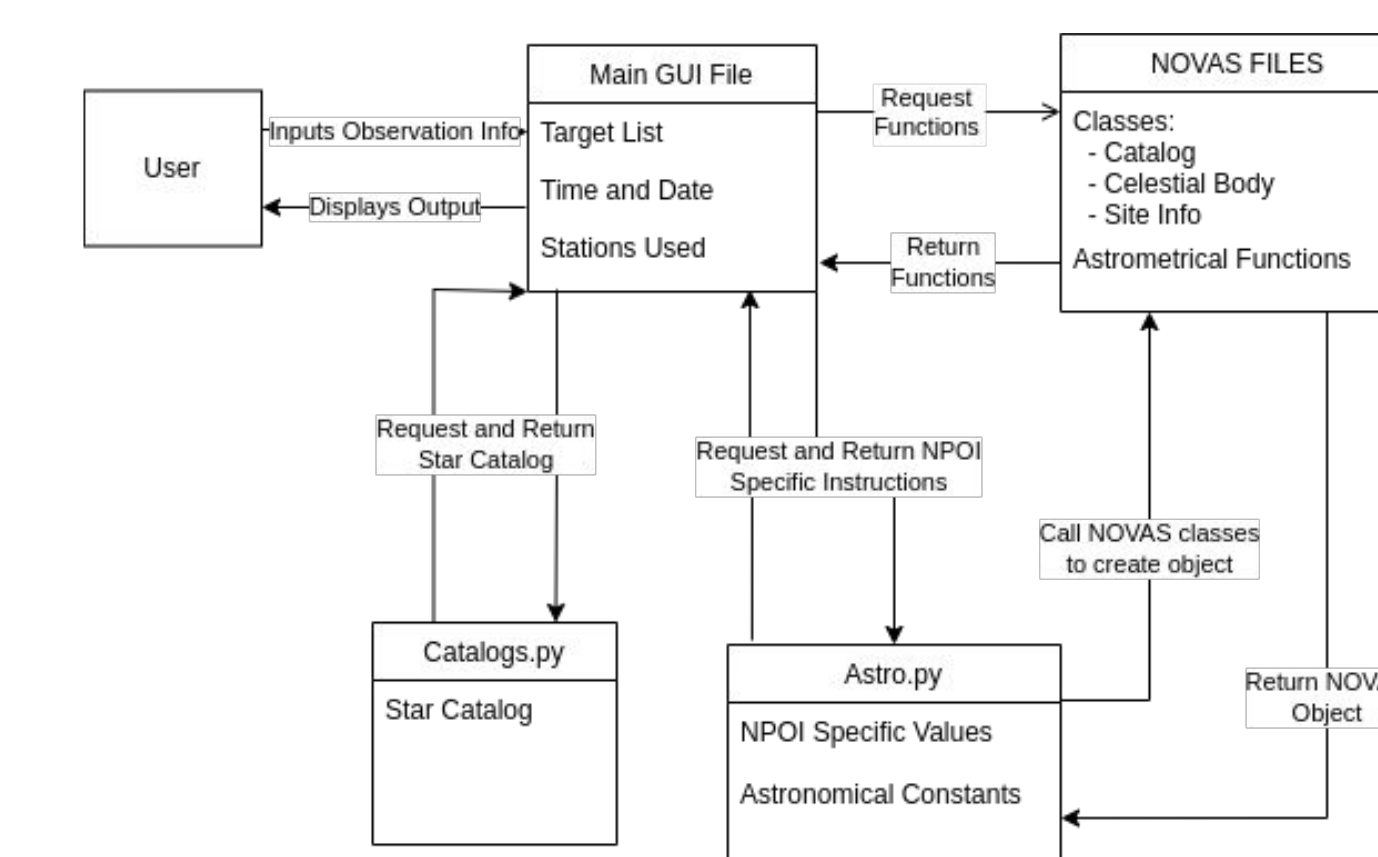 Main GUI File
NOVAS FILES
Request
Functions
Inputs Observation Info
Target List
Classes:
- Catalog
User
Time and Date
- Celestial Body
Displays Output
- Site Info
Stations Used
Return
Functions
Astrometrical Functions
Request and Return
Star Catalog
Request and Return NPOI
Specific Instructions
Call NOVAS classes
to create object
Catalogs.py
Star Catalog
Astro.py
NPOI Specific Values
Astronomical Constants
Return
Object